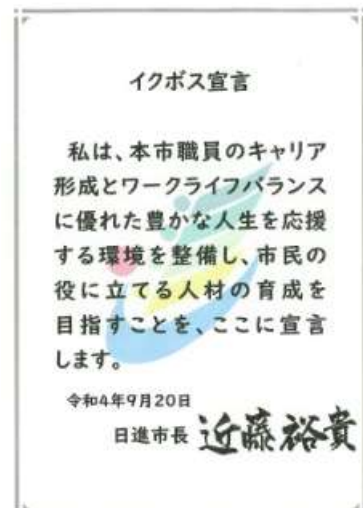 イクボス宣言
私は、本市職員のキャリア
形成とワークライフバランス
に優れた豊かな人生を応援
する環境を整備し、市民の
役に立てる人材の育成を
目指すことを、ここに宣言
します。
令和4年9月20日
日進市長 近藤裕貴